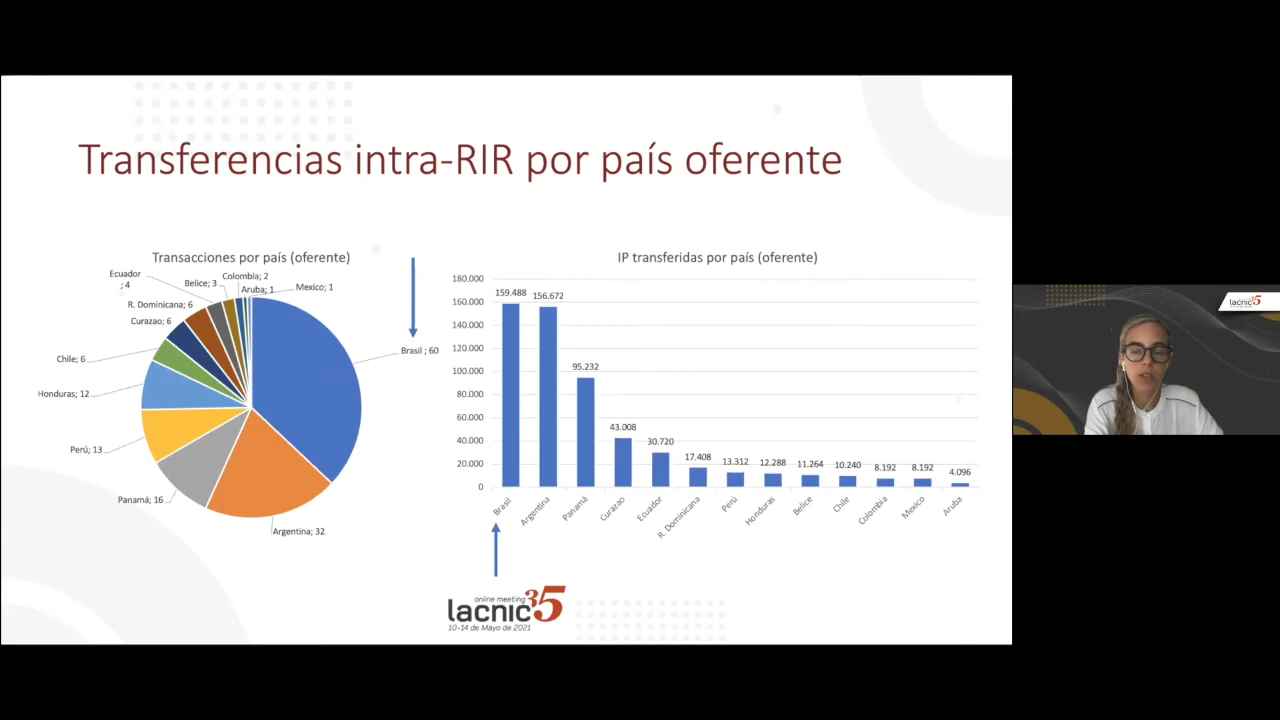 Transferencias intra-RIR por país oferente
Transacciones por país (oferente)
Ecuador
; 4
Colombia; 2
Belice; 3
Aruba; 1
Mexico; 1
R. Dominicana; 6
Curazao; 6
Brasil ; 60
Chile; 6
Honduras; 12
Perú; 13
Panamá; 16
Argentina; 32
IP transferidas por país (oferente)
180.000
160.000
140.000
120.000
100.000
80.000
60.000
40.000
20.000
0
159.488
156.672
95.232
43.008
30.720
17.408
13.312
12.288
11.264
10.240
8.192
8.192
4.096
Brasil
Argentina
Panamá
Curazao
Ecuador
R. Dominicana
Perú
Honduras
Belice
Chile
Colombia
Mexico
Aruba
online meeting
lacnic35
10-14 de Mayo de 2021
lacnic35